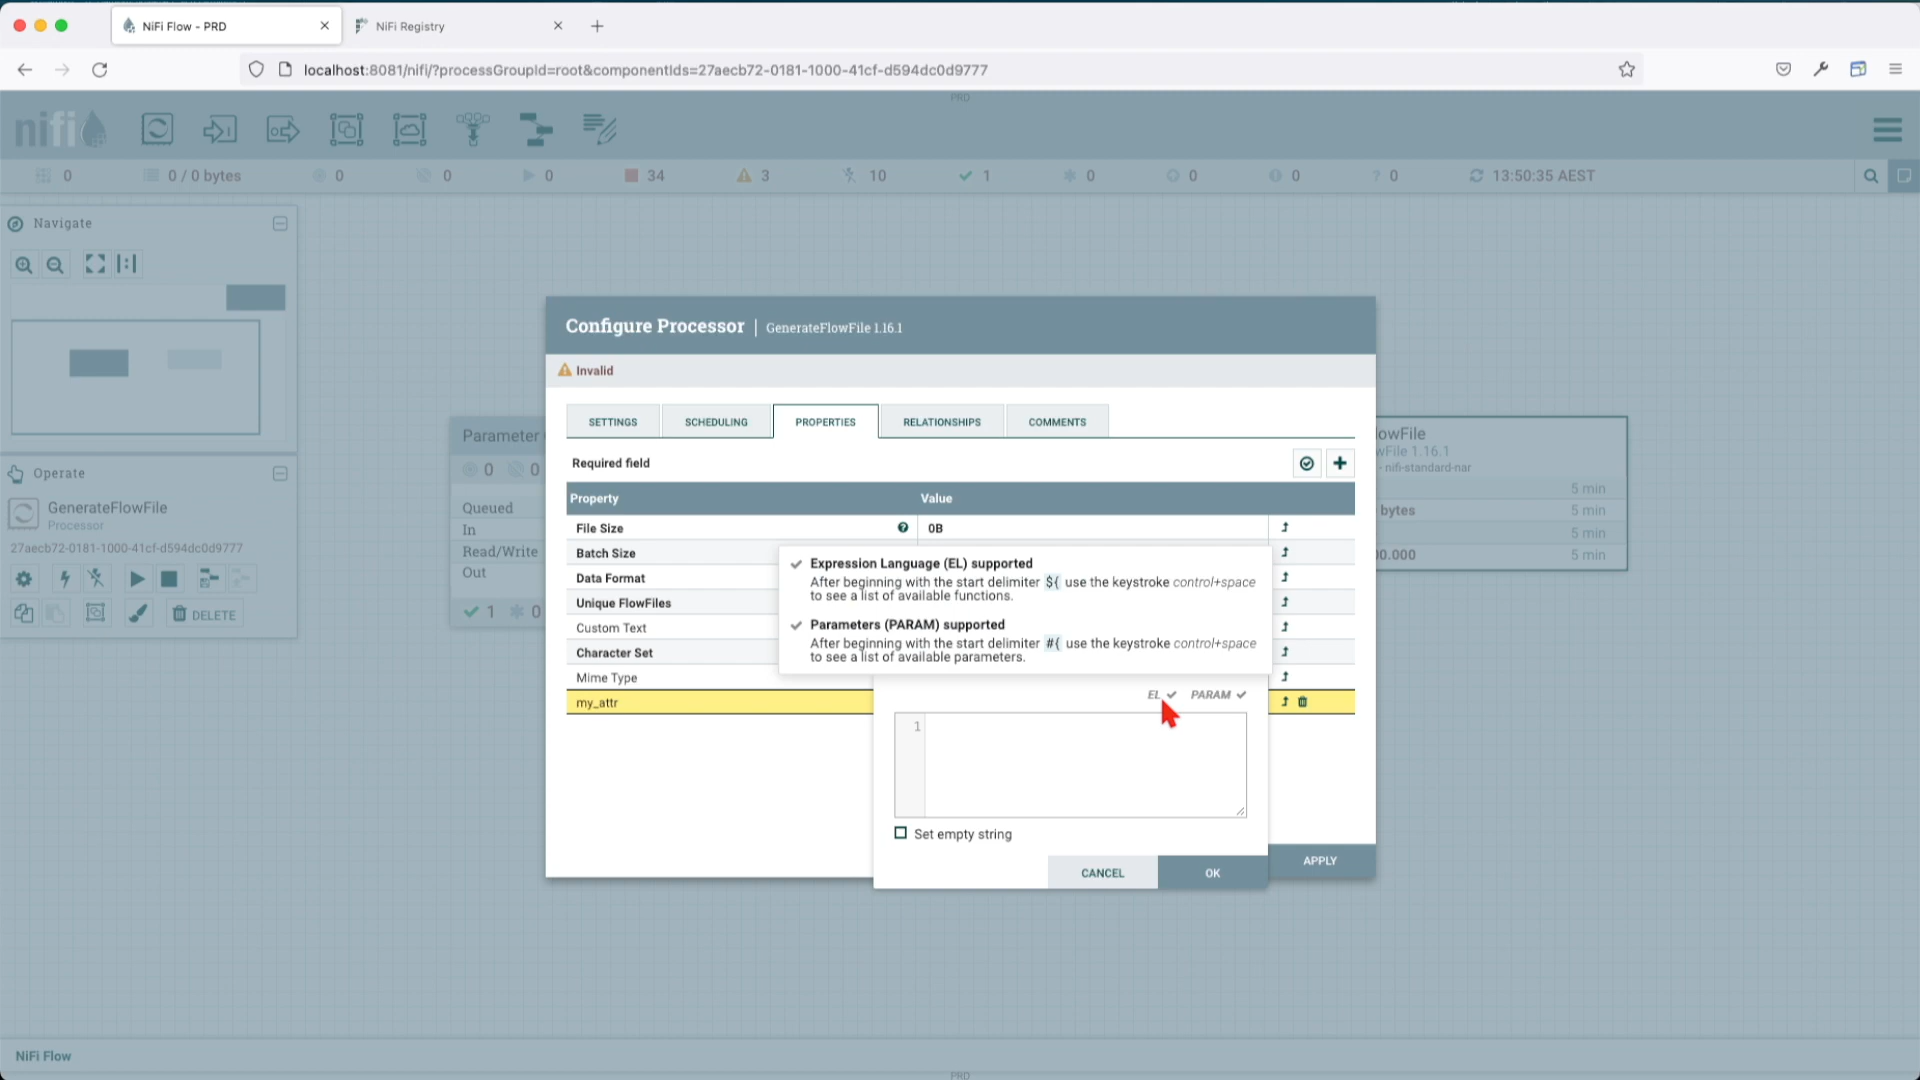 NiFi Flow - PRD
NiFi Registry
localhost:8081/nifi/?processGroupId=root&componentIds=27aecb72-0181-1000-41cf-d594dc0d9777
PRD
nifi
0
0 / 0 bytes
0
0
0
34
3
10
1
0
0
0
? 0
13:50:35 AEST
Navigate
Operate
GenerateFlowFile
Processor
27aecb72-0181-1000-41cf-d594dc0d9777
DELETE
Parameter
0
0
Queued
In
Read/Write
Out
1
0
Configure Processor | GenerateFlowFile 1.16.1
Invalid
SETTINGS
SCHEDULING
PROPERTIES
RELATIONSHIPS
COMMENTS
Required field
Property
Value
File Size
0B
Batch Size
Data Format
Unique FlowFiles
Custom Text
Character Set
Mime Type
my_attr
Expression Language (EL) supported
After beginning with the start delimiter ${ use the keystroke control+space
to see a list of available functions.
Parameters (PARAM) supported
After beginning with the start delimiter #{ use the keystroke control+space
to see a list of available parameters.
EL
PARAM
1
Set empty string
CANCEL
OK
APPLY
lowFile
wFile 1.16.1
- nifi-standard-nar
5 min
bytes
5 min
5 min
00.000
5 min
NiFi Flow
PRD